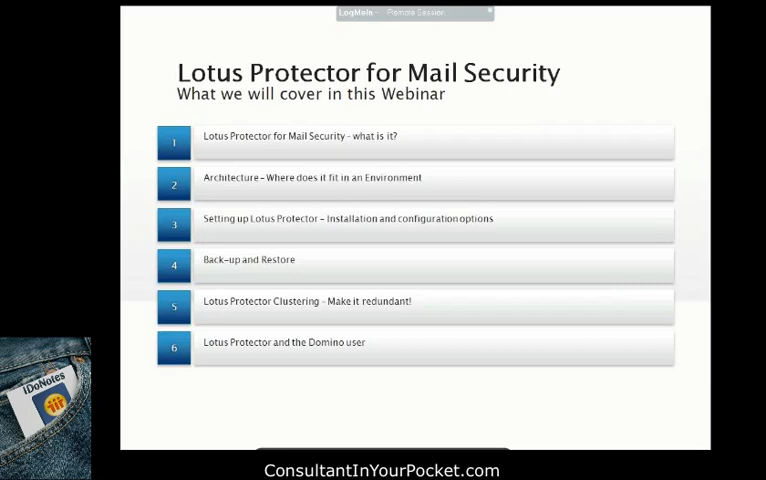 LogMeIn - Remote Session
Lotus Protector for Mail Security
What we will cover in this Webinar
1 Lotus Protector for Mail Security - what is it?
2 Architecture - Where does it fit in an Environment
3 Setting up Lotus Protector - Installation and configuration options
4 Back-up and Restore
5 Lotus Protector Clustering - Make it redundant!
6 Lotus Protector and the Domino user
iDoNotes
ConsultantInYourPocket.com